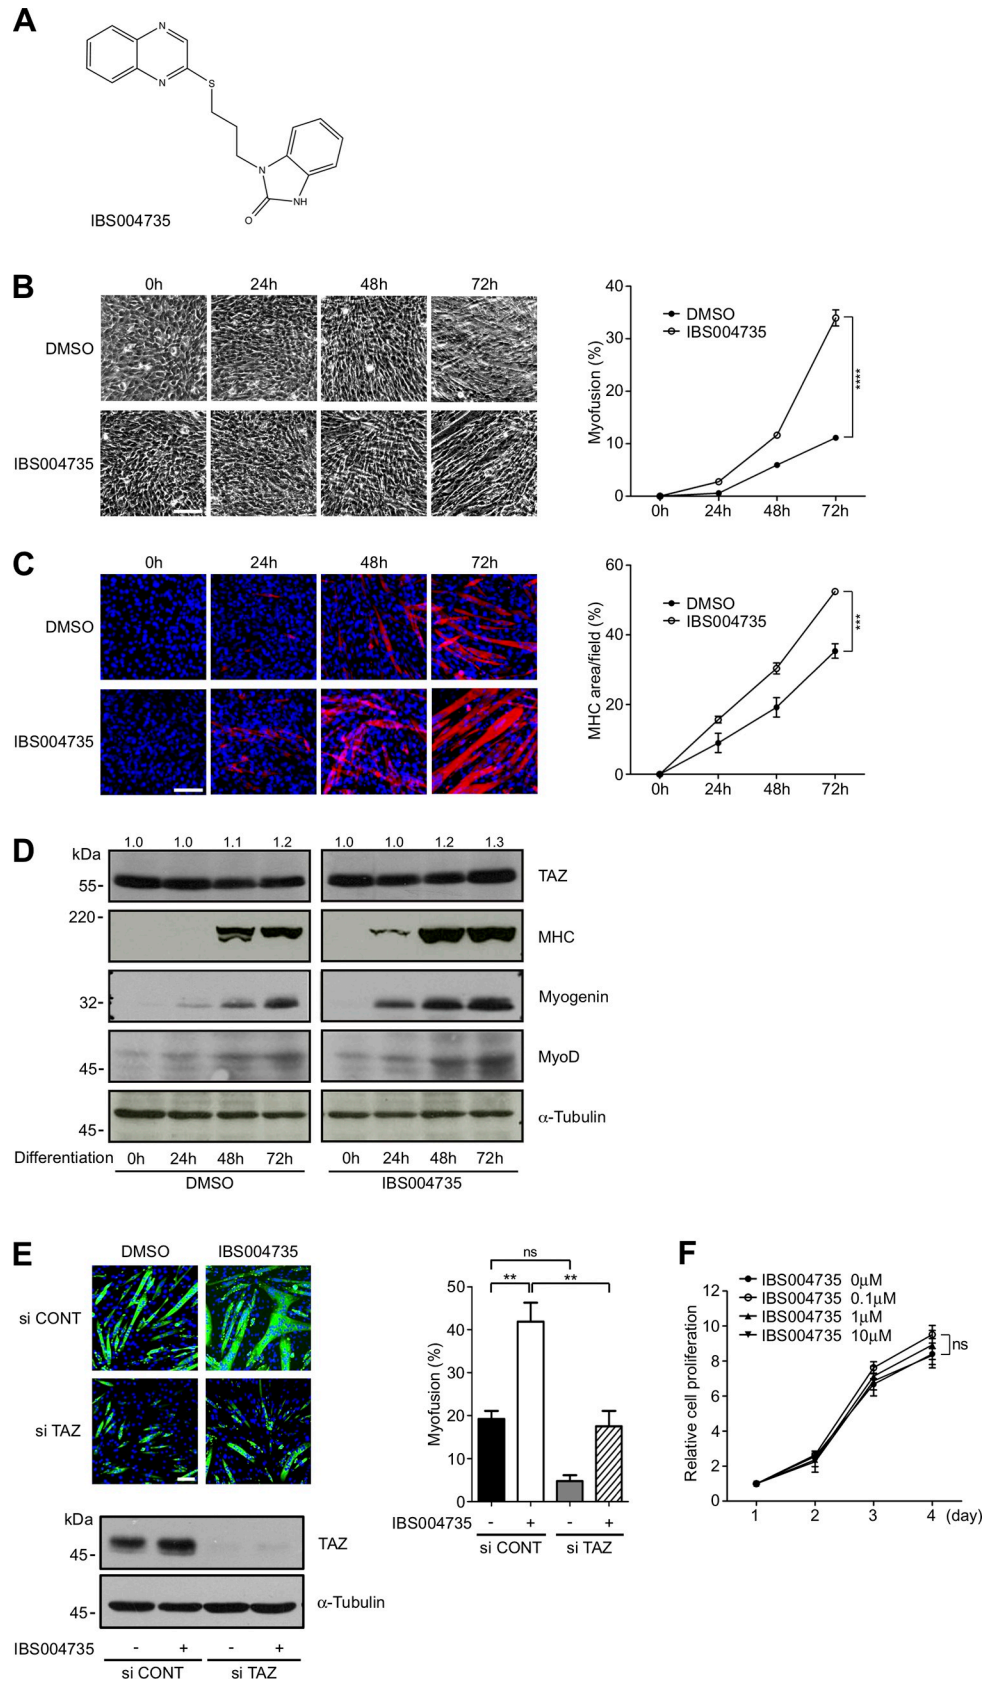 A
N
N
S
N
NH
O
IBS004735
B
0h 24h 48h 72h
DMSO
IBS004735
40
30
20
10
0
Myofusion (%)
DMSO
IBS004735
****
0h 24h 48h 72h
C
0h 24h 48h 72h
DMSO
IBS004735
60
40
20
0
MHC area/field (%)
DMSO
IBS004735
***
0h 24h 48h 72h
D
kDa
1.0 1.0 1.1 1.2 1.0 1.0 1.2 1.3
55- TAZ
220- MHC
32- Myogenin
45- MyoD
45- α-Tubulin
Differentiation 0h 24h 48h 72h 0h 24h 48h 72h
DMSO IBS004735
E
DMSO IBS004735
si CONT
si TAZ
kDa
45- TAZ
45- α-Tubulin
IBS004735 - + - +
si CONT si TAZ
ns
** **
50
40
30
20
10
0
Myofusion (%)
IBS004735 - + - +
si CONT si TAZ
F
12
10
8
6
4
2
0
Relative cell proliferation
IBS004735 0μM
IBS004735 0.1μM
IBS004735 1μM
IBS004735 10μM
ns
1 2 3 4 (day)